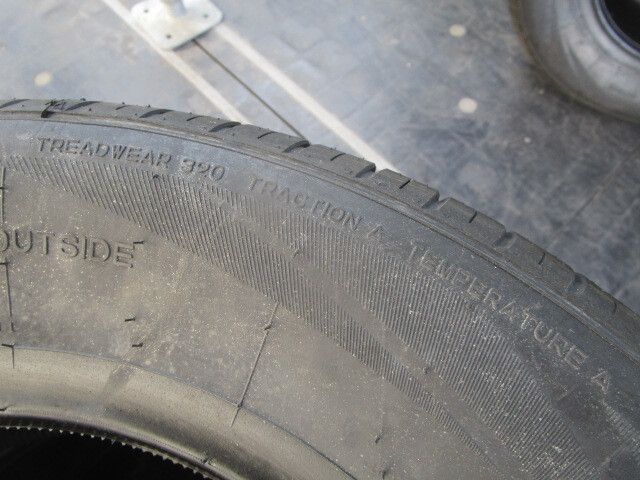 TREADWEAR 320 TRACTION A TEMPERATURE A
OUTSIDE